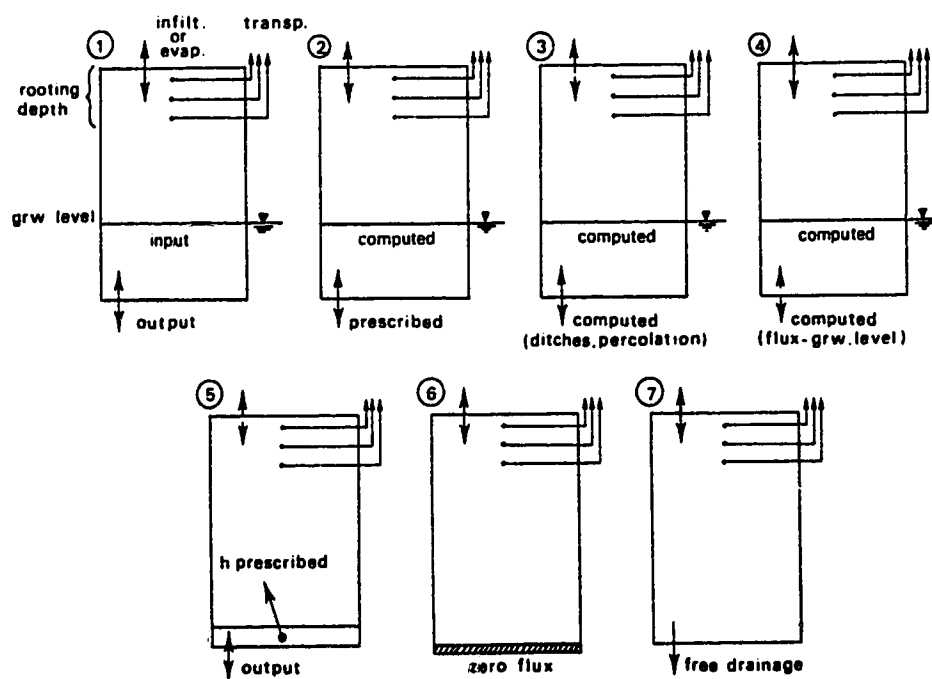 infilt. transp.
or
evap.
1
2
3
4
rooting
depth
grw level
input
computed
computed
computed
output
prescribed
computed
(ditches, percolation)
computed
(flux-grw. level)
5
6
7
h prescribed
output
zero flux
free drainage